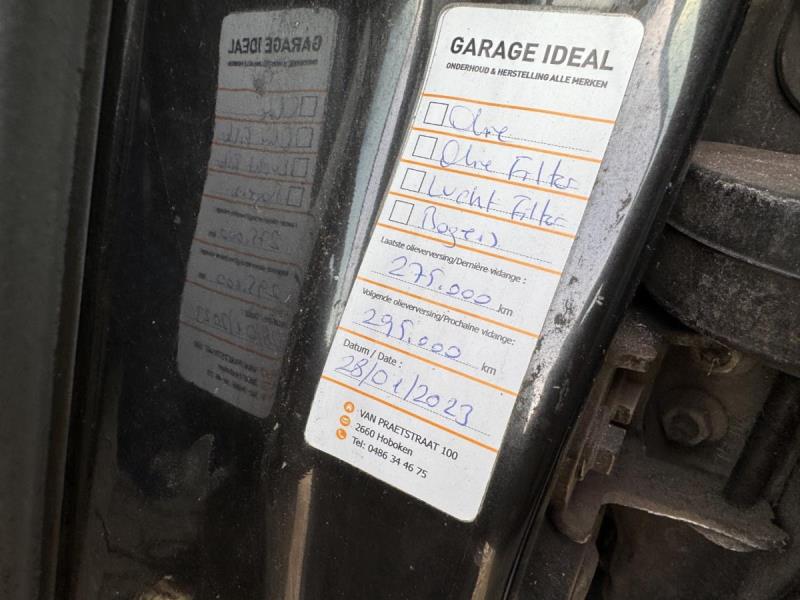 GARAGE IDEAL
ONDERHOUD & HERSTELLING ALLE MERKEN
Olie
Olie Filter
Lucht Filter
Bogers
Laatste olieverversing/Dernière vidange :
275.000 km
Volgende olieverversing/Prochaine vidange:
295.000 km
Datum / Date :
28/01/2023
VAN PRAETSTRAAT 100
2660 Hoboken
Tel: 0486 34 46 75